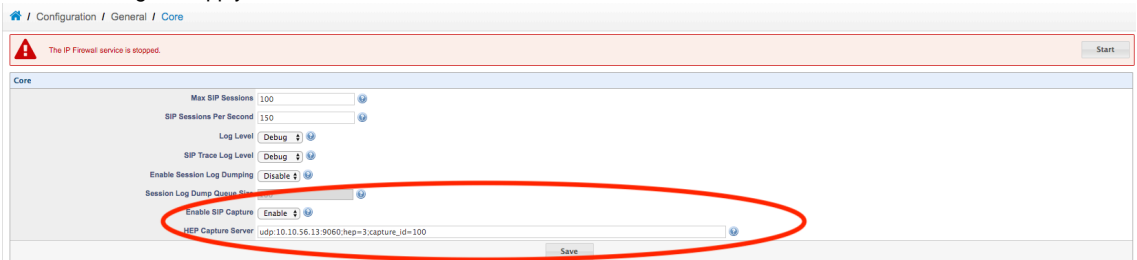 / Configuration / General / Core
The IP Firewall service is stopped. Start
Core
Max SIP Sessions 100
SIP Sessions Per Second 150
Log Level Debug
SIP Trace Log Level Debug
Enable Session Log Dumping Disable
Session Log Dump Queue Size
Enable SIP Capture Enable
HEP Capture Server udp:10.10.56.13:9060;hep=3;capture_id=100
Save